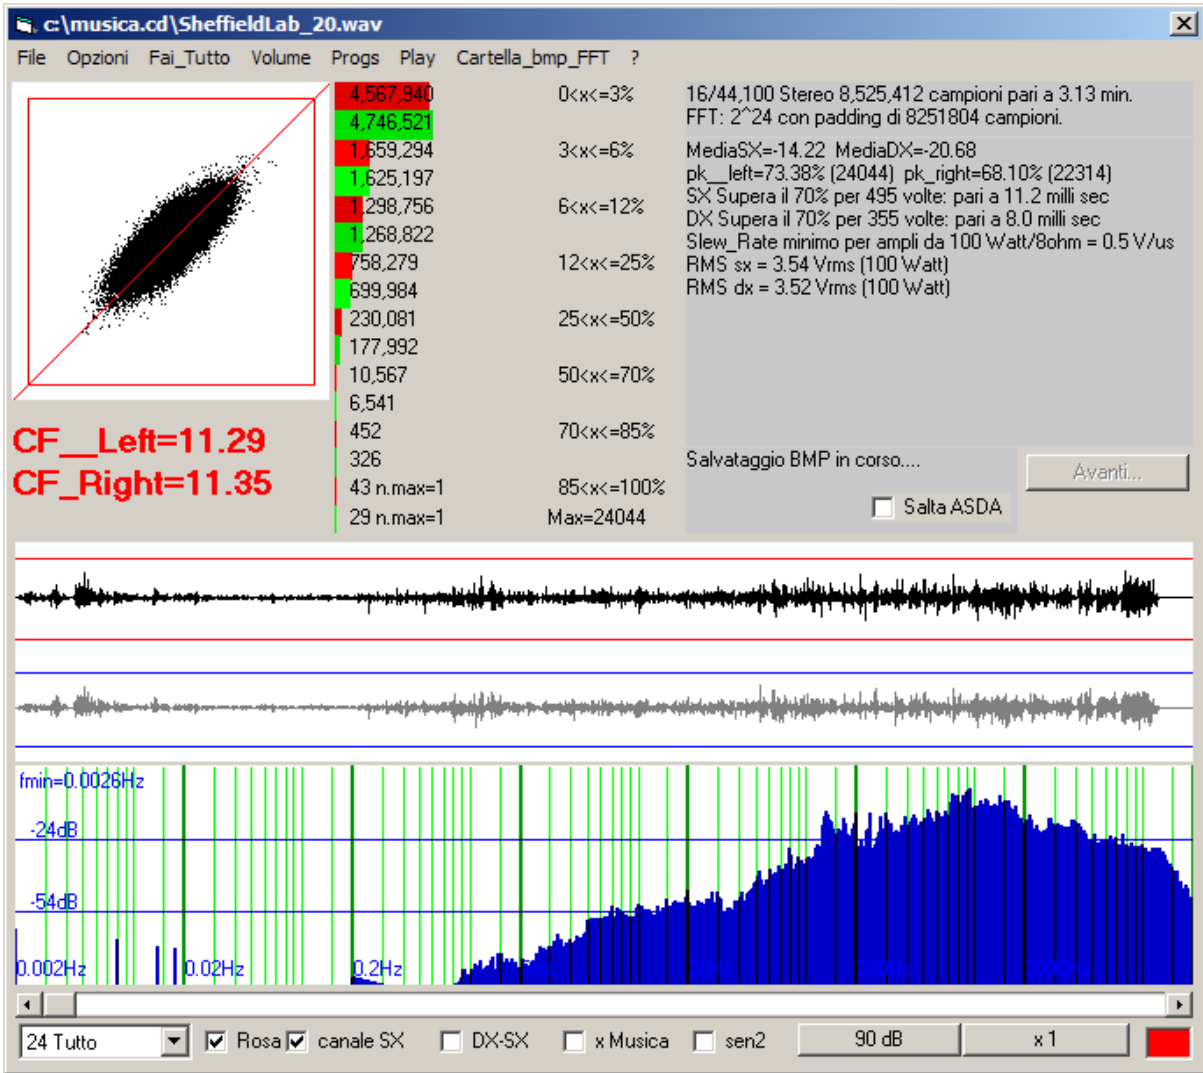 c:\musica.cd\SheffieldLab_20.wav
File Opzioni Fai_Tutto Volume Progs Play Cartella_bmp_FFT ?
4,567,940 0<x<=3%
4,746,521
1,659,294 3<x<=6%
1,625,197
1,298,756 6<x<=12%
1,268,822
758,279 12<x<=25%
699,984
230,081 25<x<=50%
177,992
10,567 50<x<=70%
6,541
452 70<x<=85%
326
43 n.max=1 85<x<=100%
29 n.max=1 Max=24044
16/44,100 Stereo 8,525,412 campioni pari a 3.13 min.
FFT: 2^24 con padding di 8251804 campioni.
MediaSX=-14.22 MediaDX=-20.68
pk__left=73.38% (24044) pk_right=68.10% (22314)
SX Supera il 70% per 495 volte: pari a 11.2 milli sec
DX Supera il 70% per 355 volte: pari a 8.0 milli sec
Slew_Rate minimo per ampli da 100 Watt/8ohm = 0.5 V/us
RMS sx = 3.54 Vrms (100 Watt)
RMS dx = 3.52 Vrms (100 Watt)
CF__Left=11.29
CF_Right=11.35
Salvataggio BMP in corso....
Avanti...
Salta ASDA
fmin=0.0026Hz
-24dB
-54dB
0.002Hz 0.02Hz 0.2Hz 2Hz 20Hz 200Hz 2000Hz
24 Tutto Rosa canale SX DX-SX x Musica sen2 90 dB x 1